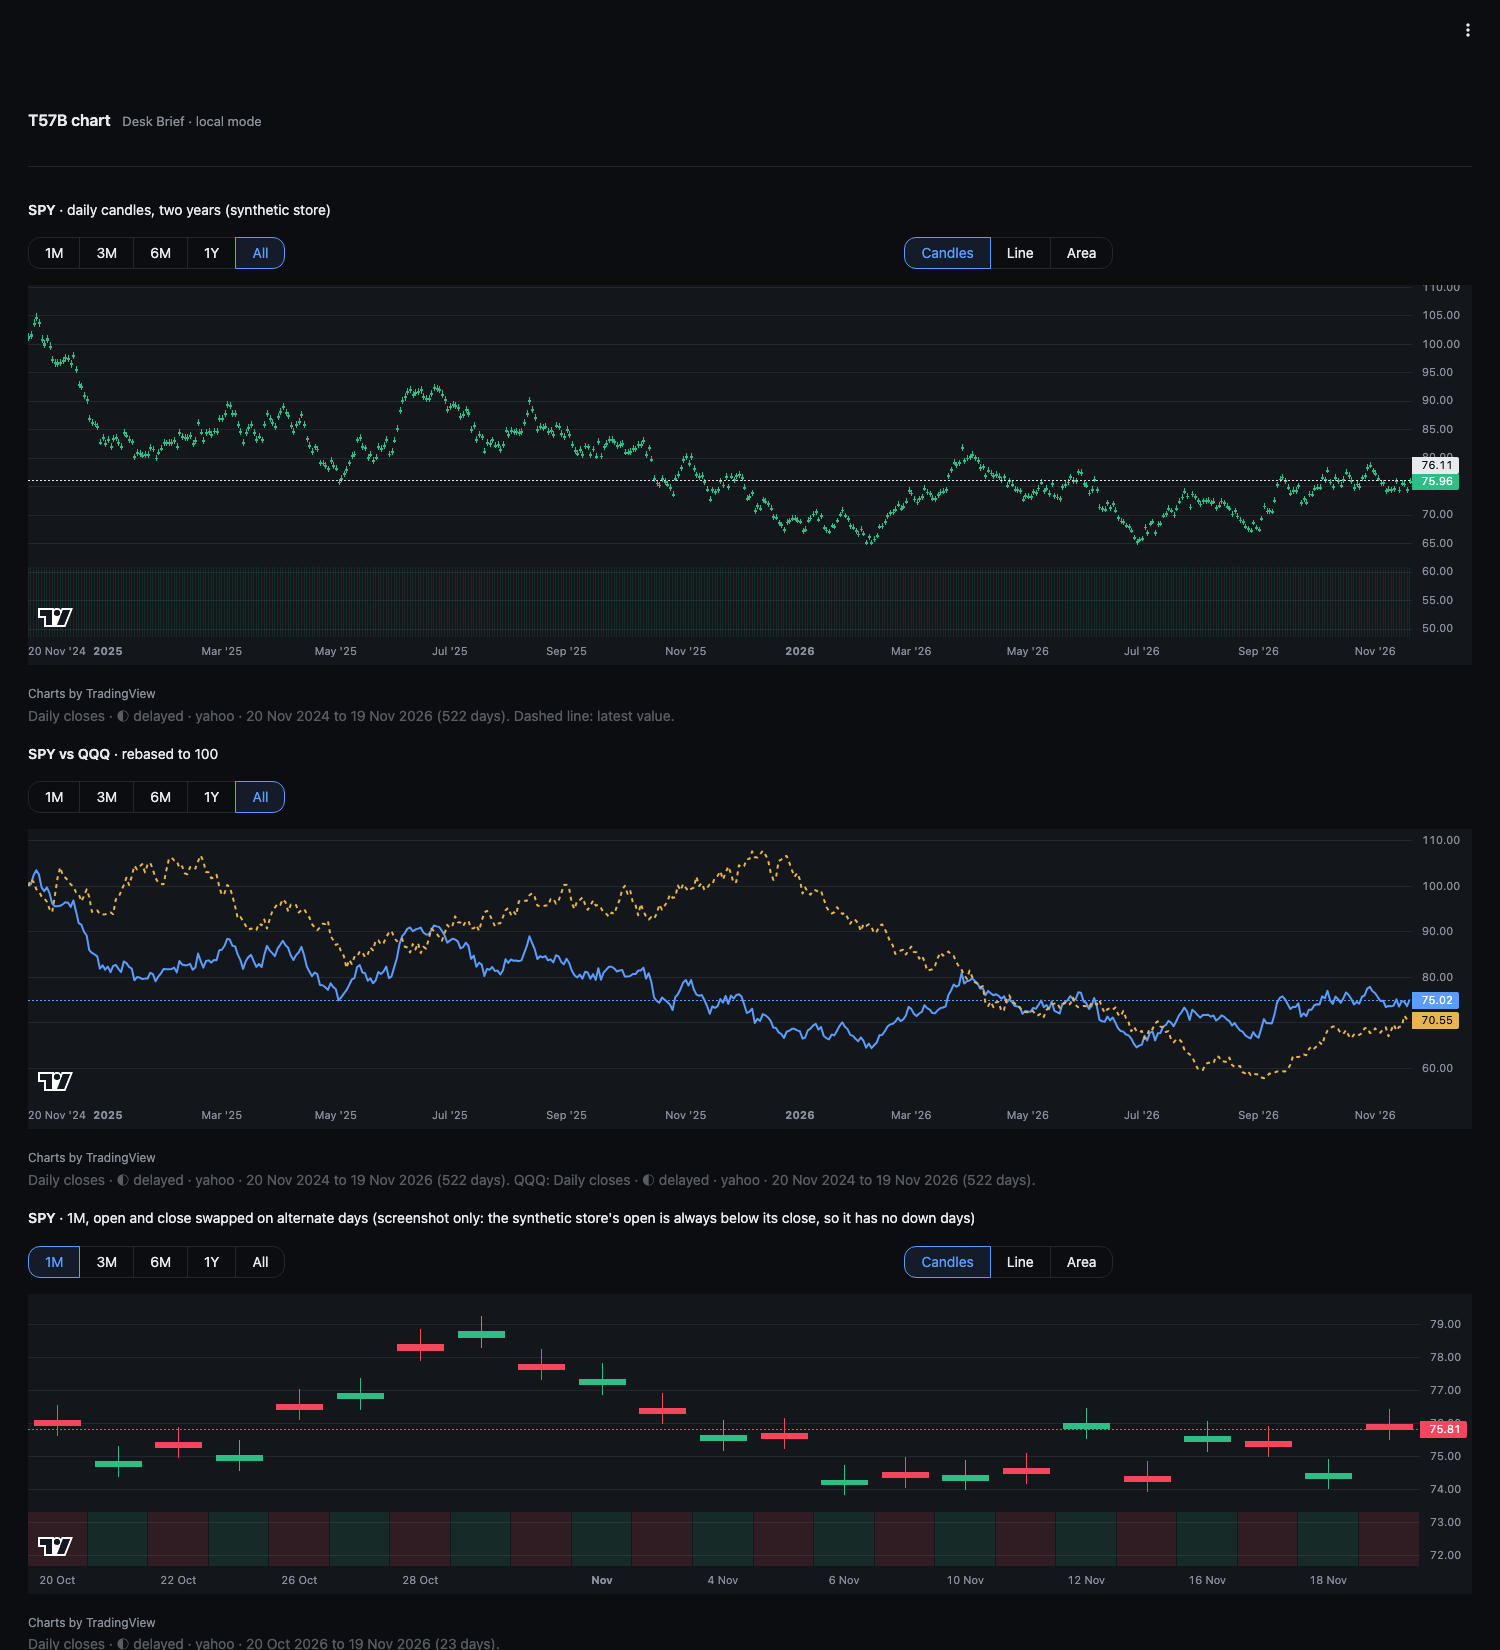 T57B chart Desk Brief · local mode
SPY · daily candles, two years (synthetic store)
1M 3M 6M 1Y All Candles Line Area
110.00
105.00
100.00
95.00
90.00
85.00
80.00
76.11
75.96
70.00
65.00
60.00
55.00
50.00
20 Nov '24 2025 Mar '25 May '25 Jul '25 Sep '25 Nov '25 2026 Mar '26 May '26 Jul '26 Sep '26 Nov '26
Charts by TradingView
Daily closes · ◐ delayed · yahoo · 20 Nov 2024 to 19 Nov 2026 (522 days). Dashed line: latest value.
SPY vs QQQ · rebased to 100
1M 3M 6M 1Y All
110.00
100.00
90.00
80.00
75.02
70.55
60.00
20 Nov '24 2025 Mar '25 May '25 Jul '25 Sep '25 Nov '25 2026 Mar '26 May '26 Jul '26 Sep '26 Nov '26
Charts by TradingView
Daily closes · ◐ delayed · yahoo · 20 Nov 2024 to 19 Nov 2026 (522 days). QQQ: Daily closes · ◐ delayed · yahoo · 20 Nov 2024 to 19 Nov 2026 (522 days).
SPY · 1M, open and close swapped on alternate days (screenshot only: the synthetic store's open is always below its close, so it has no down days)
1M 3M 6M 1Y All Candles Line Area
79.00
78.00
77.00
75.81
75.00
74.00
73.00
72.00
20 Oct 22 Oct 26 Oct 28 Oct Nov 4 Nov 6 Nov 10 Nov 12 Nov 16 Nov 18 Nov
Charts by TradingView
Daily closes · ◐ delayed · yahoo · 20 Oct 2026 to 19 Nov 2026 (23 days).